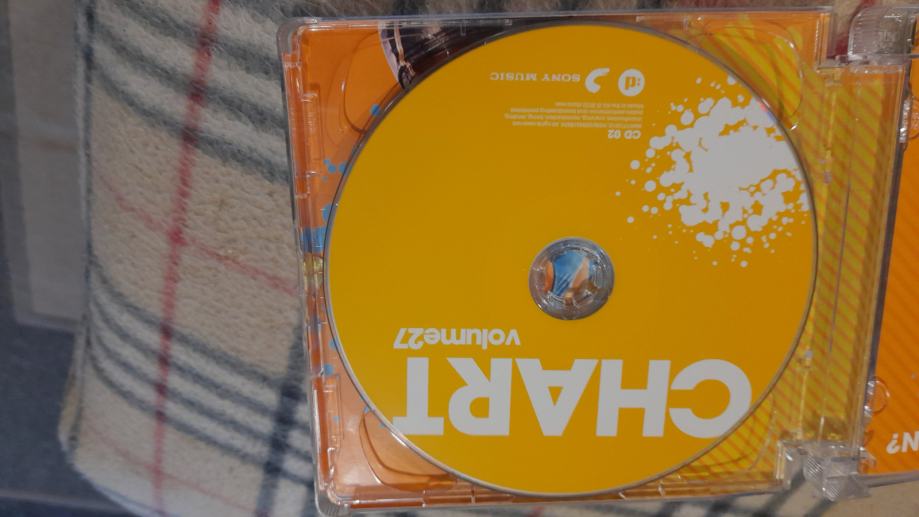 CHART
volume27
CD 02
:d
SONY MUSIC
N?